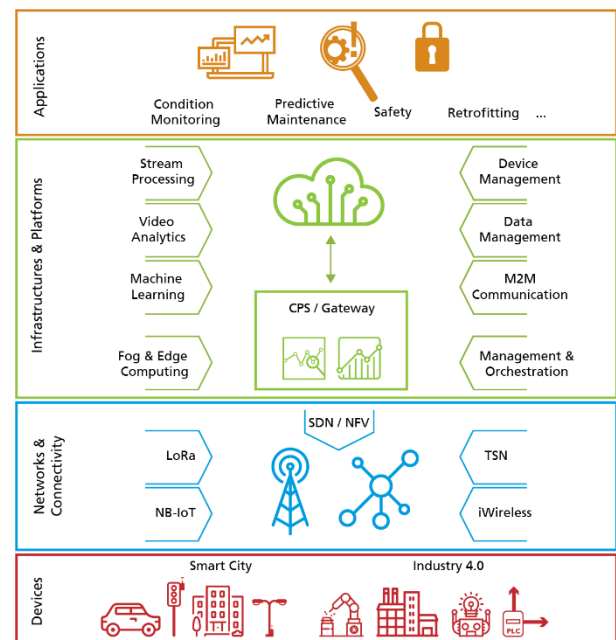 Applications
Condition
Monitoring
Predictive
Maintenance
Safety
Retrofitting ...
Infrastructures & Platforms
Stream
Processing
Device
Management
Video
Analytics
Data
Management
Machine
Learning
M2M
Communication
CPS / Gateway
Fog & Edge
Computing
Management &
Orchestration
Networks &
Connectivity
SDN / NFV
LoRa
TSN
NB-IoT
iWireless
Devices
Smart City
Industry 4.0
PLC